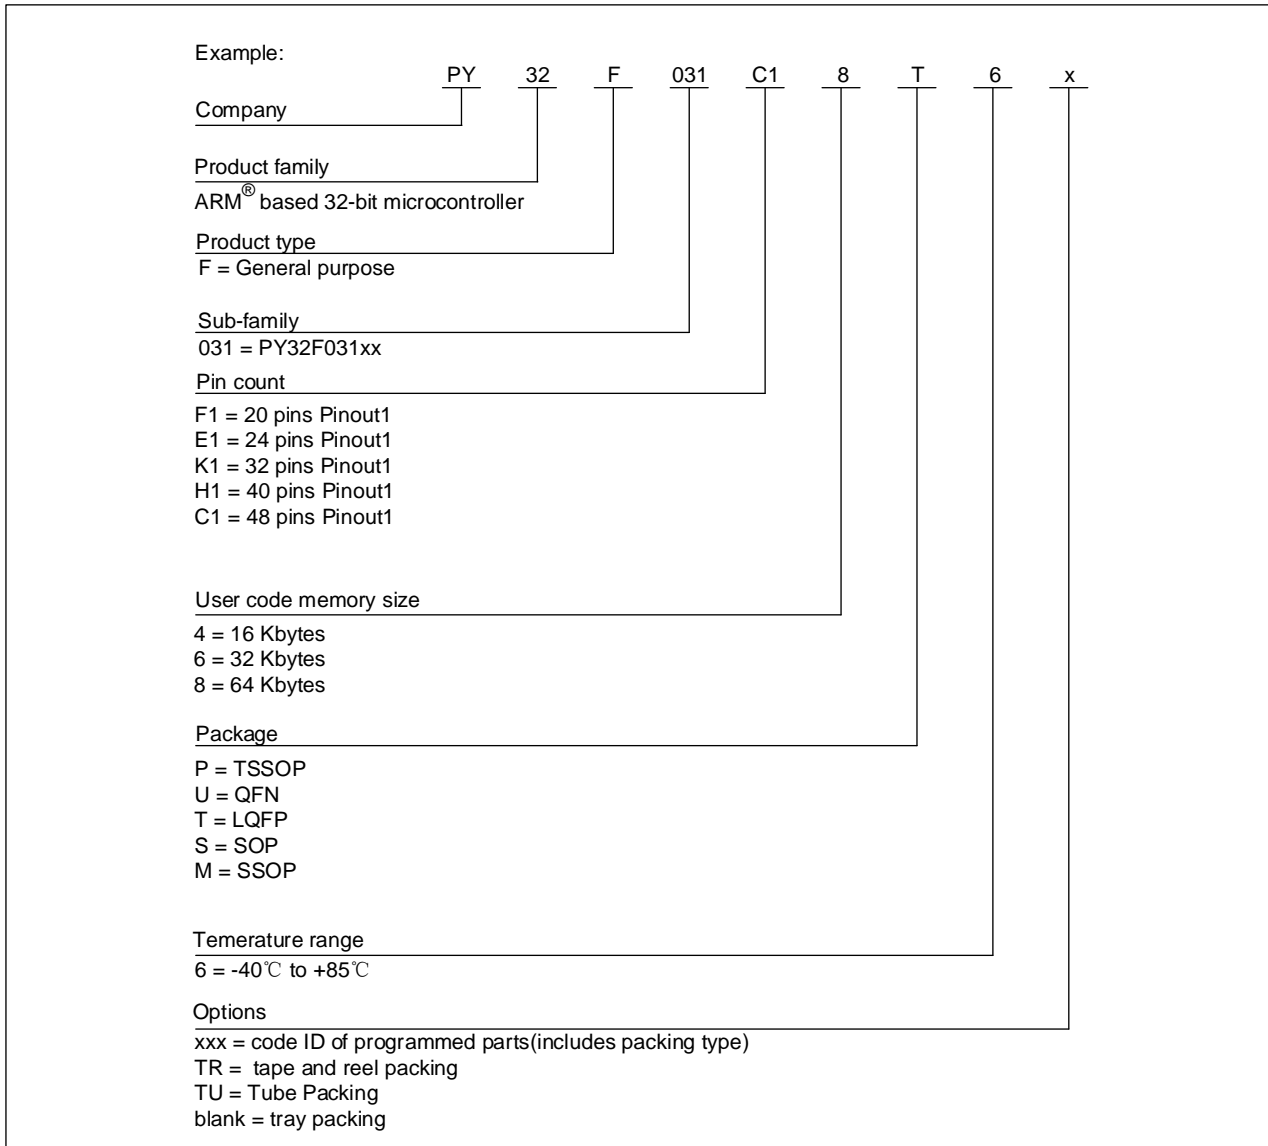 Example:
PY 32 F 031 C1 8 T 6 x
Company
Product family
ARM® based 32-bit microcontroller
Product type
F = General purpose
Sub-family
031 = PY32F031xx
Pin count
F1 = 20 pins Pinout1
E1 = 24 pins Pinout1
K1 = 32 pins Pinout1
H1 = 40 pins Pinout1
C1 = 48 pins Pinout1
User code memory size
4 = 16 Kbytes
6 = 32 Kbytes
8 = 64 Kbytes
Package
P = TSSOP
U = QFN
T = LQFP
S = SOP
M = SSOP
Temerature range
6 = -40℃ to +85℃
Options
xxx = code ID of programmed parts(includes packing type)
TR = tape and reel packing
TU = Tube Packing
blank = tray packing